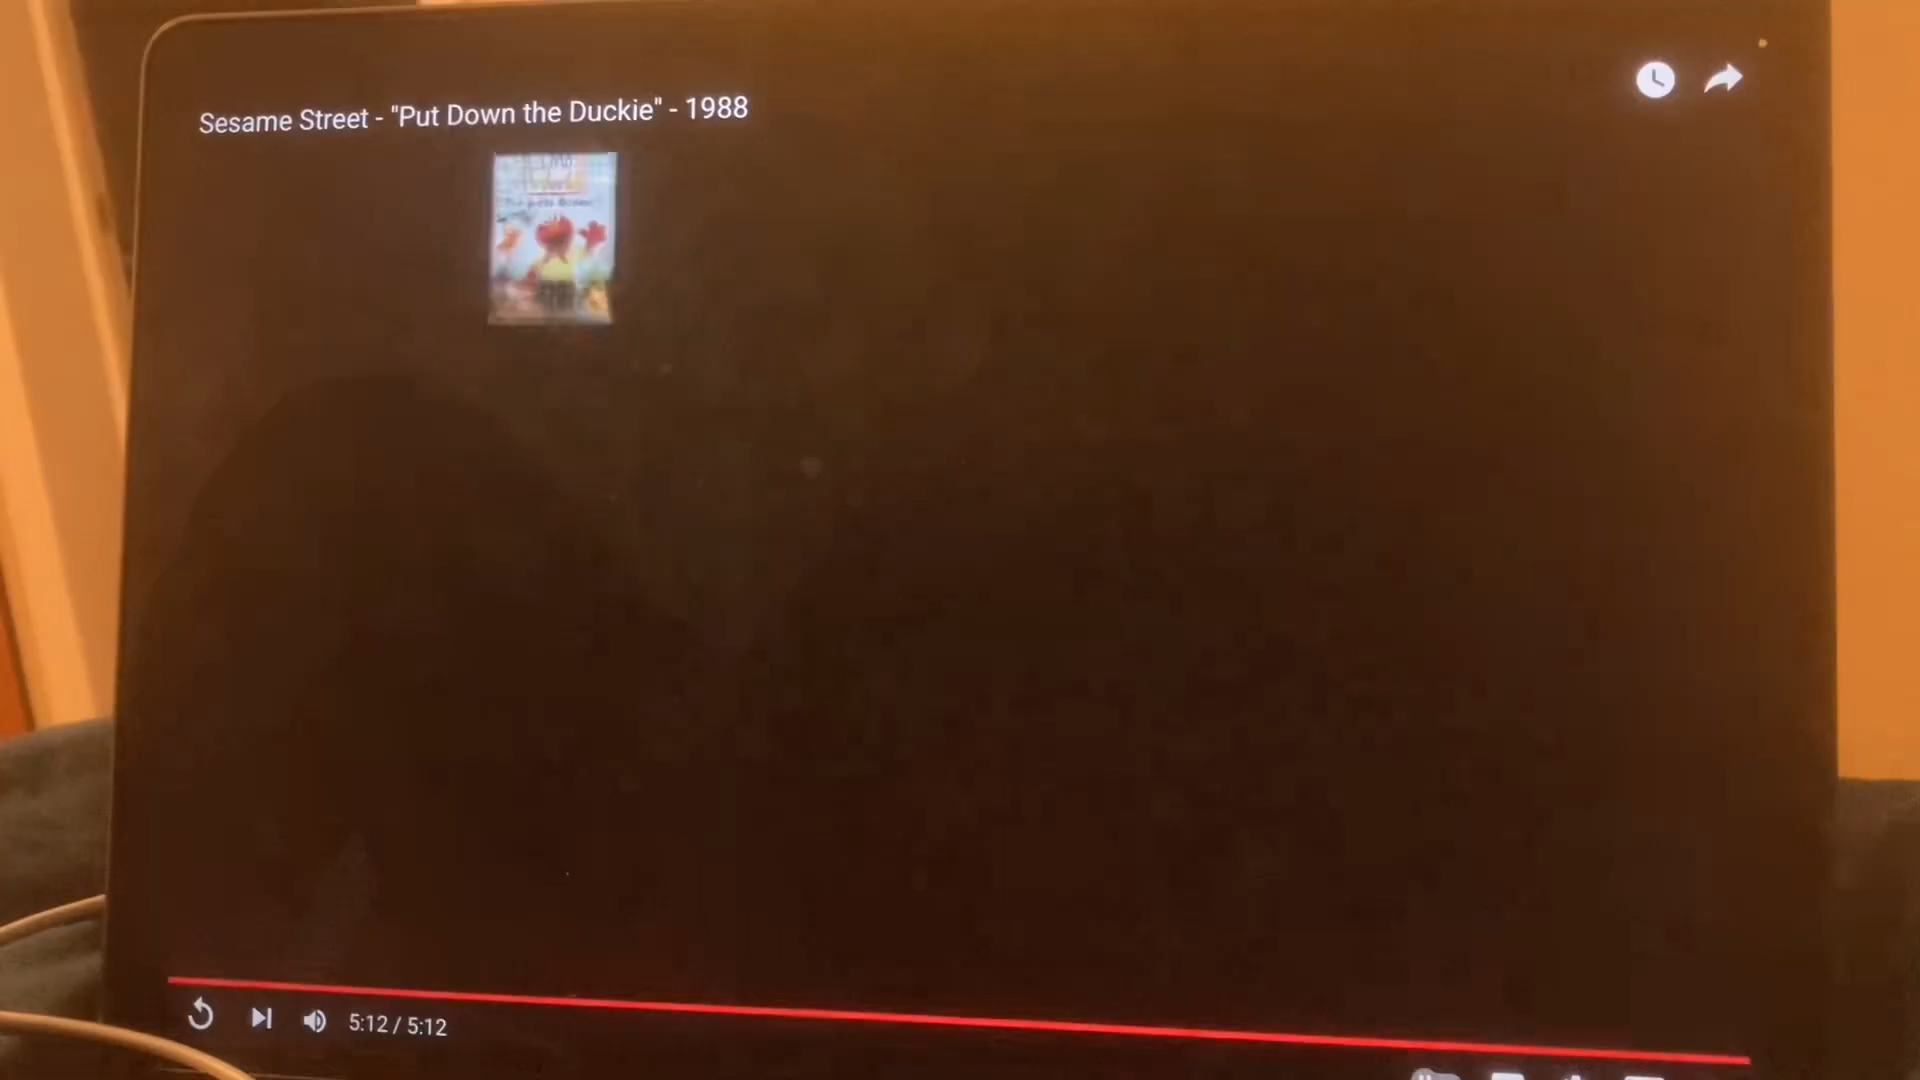 Sesame Street - "Put Down the Duckie" - 1988
5:12 / 5:12